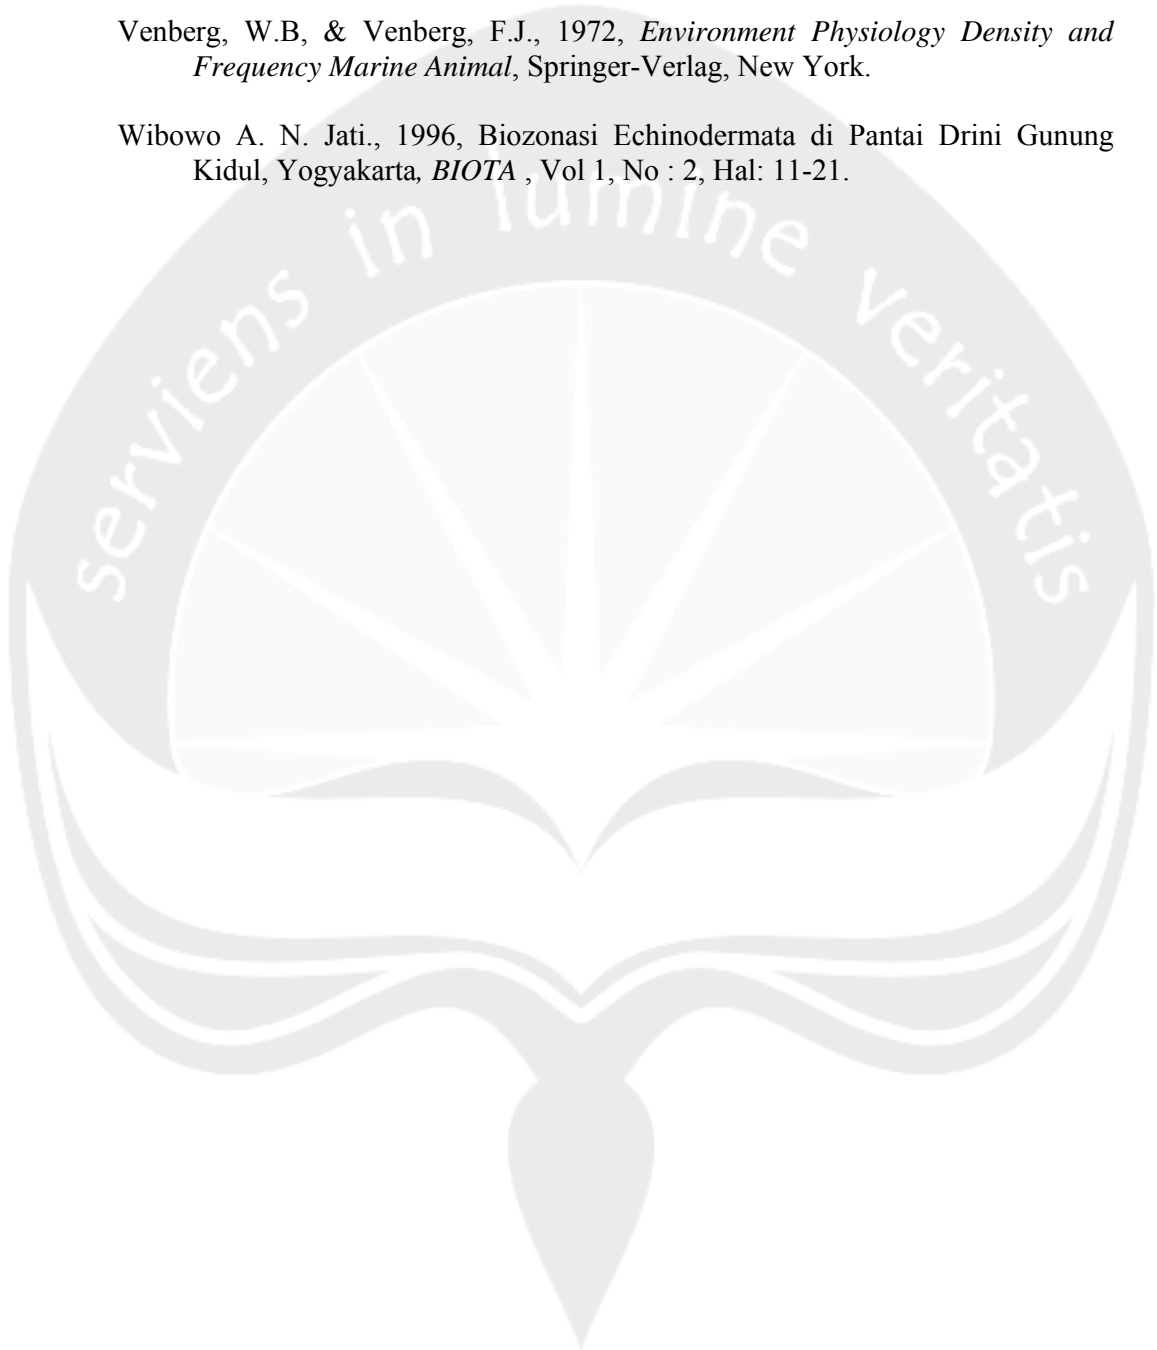 Venberg, W.B, & Venberg, F.J., 1972, Environment Physiology Density and
Frequency Marine Animal, Springer-Verlag, New York.
Wibowo A. N. Jati., 1996, Biozonasi Echinodermata di Pantai Drini Gunung
Kidul, Yogyakarta, BIOTA , Vol 1, No : 2, Hal: 11-21.
serviens in lumine veritatis